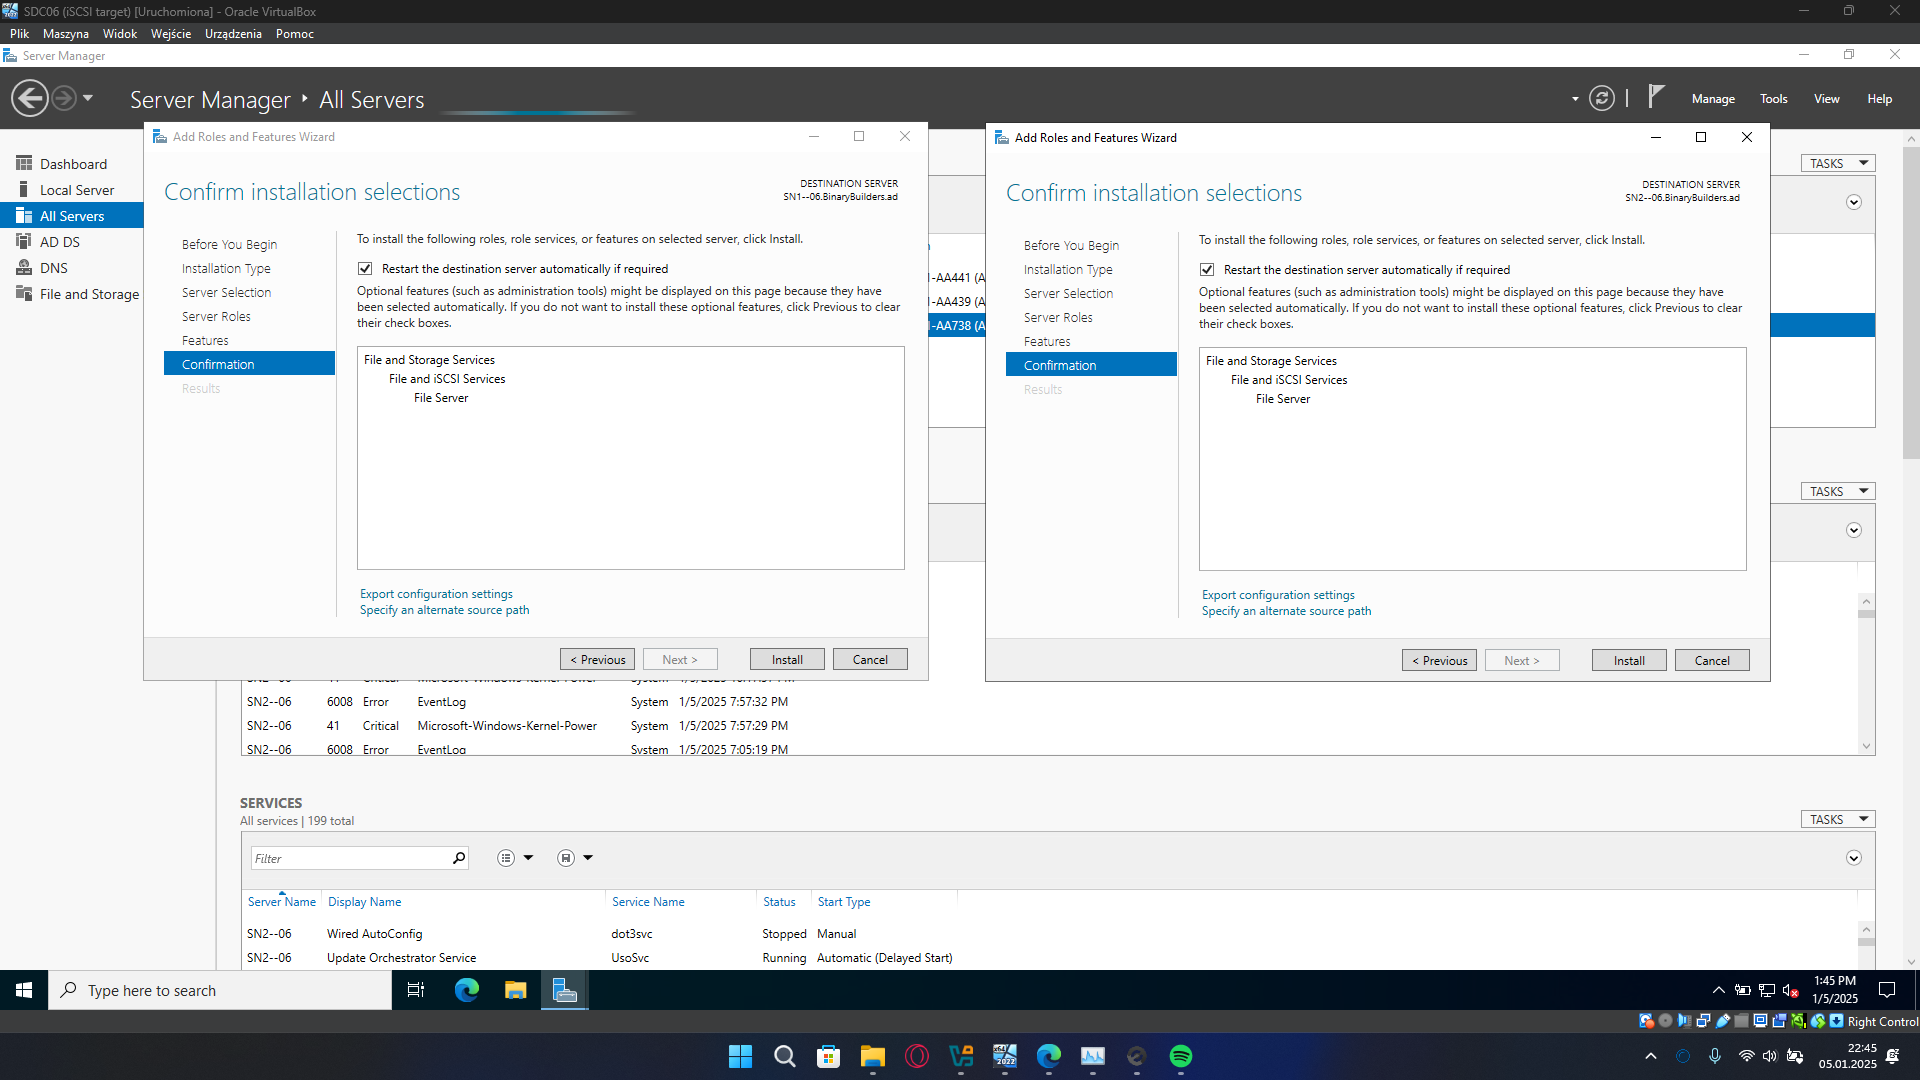 SDC06 (iSCSI target) [Uruchomiona] - Oracle VirtualBox
Plik Maszyna Widok Wejście Urządzenia Pomoc
Server Manager
Server Manager ‣ All Servers
Manage Tools View Help
Dashboard
Local Server
All Servers
AD DS
DNS
File and Storage
Add Roles and Features Wizard
Confirm installation selections
DESTINATION SERVER
SN1--06.BinaryBuilders.ad
Before You Begin
Installation Type
Server Selection
Server Roles
Features
Confirmation
Results
To install the following roles, role services, or features on selected server, click Install.
Restart the destination server automatically if required
Optional features (such as administration tools) might be displayed on this page because they have
been selected automatically. If you do not want to install these optional features, click Previous to clear
their check boxes.
File and Storage Services
File and iSCSI Services
File Server
Export configuration settings
Specify an alternate source path
< Previous Next > Install Cancel
1-AA441 (A
1-AA439 (A
1-AA738 (A
Add Roles and Features Wizard
Confirm installation selections
DESTINATION SERVER
SN2--06.BinaryBuilders.ad
Before You Begin
Installation Type
Server Selection
Server Roles
Features
Confirmation
Results
To install the following roles, role services, or features on selected server, click Install.
Restart the destination server automatically if required
Optional features (such as administration tools) might be displayed on this page because they have
been selected automatically. If you do not want to install these optional features, click Previous to clear
their check boxes.
File and Storage Services
File and iSCSI Services
File Server
Export configuration settings
Specify an alternate source path
< Previous Next > Install Cancel
TASKS
TASKS
SN2--06 6008 Error EventLog System 1/5/2025 7:57:32 PM
SN2--06 41 Critical Microsoft-Windows-Kernel-Power System 1/5/2025 7:57:29 PM
SN2--06 6008 Error EventLog System 1/5/2025 7:05:19 PM
SERVICES
All services | 199 total
TASKS
Filter
Server Name Display Name Service Name Status Start Type
SN2--06 Wired AutoConfig dot3svc Stopped Manual
SN2--06 Update Orchestrator Service UsoSvc Running Automatic (Delayed Start)
Type here to search
1:45 PM
1/5/2025
Right Control
x64
2022
22:45
05.01.2025